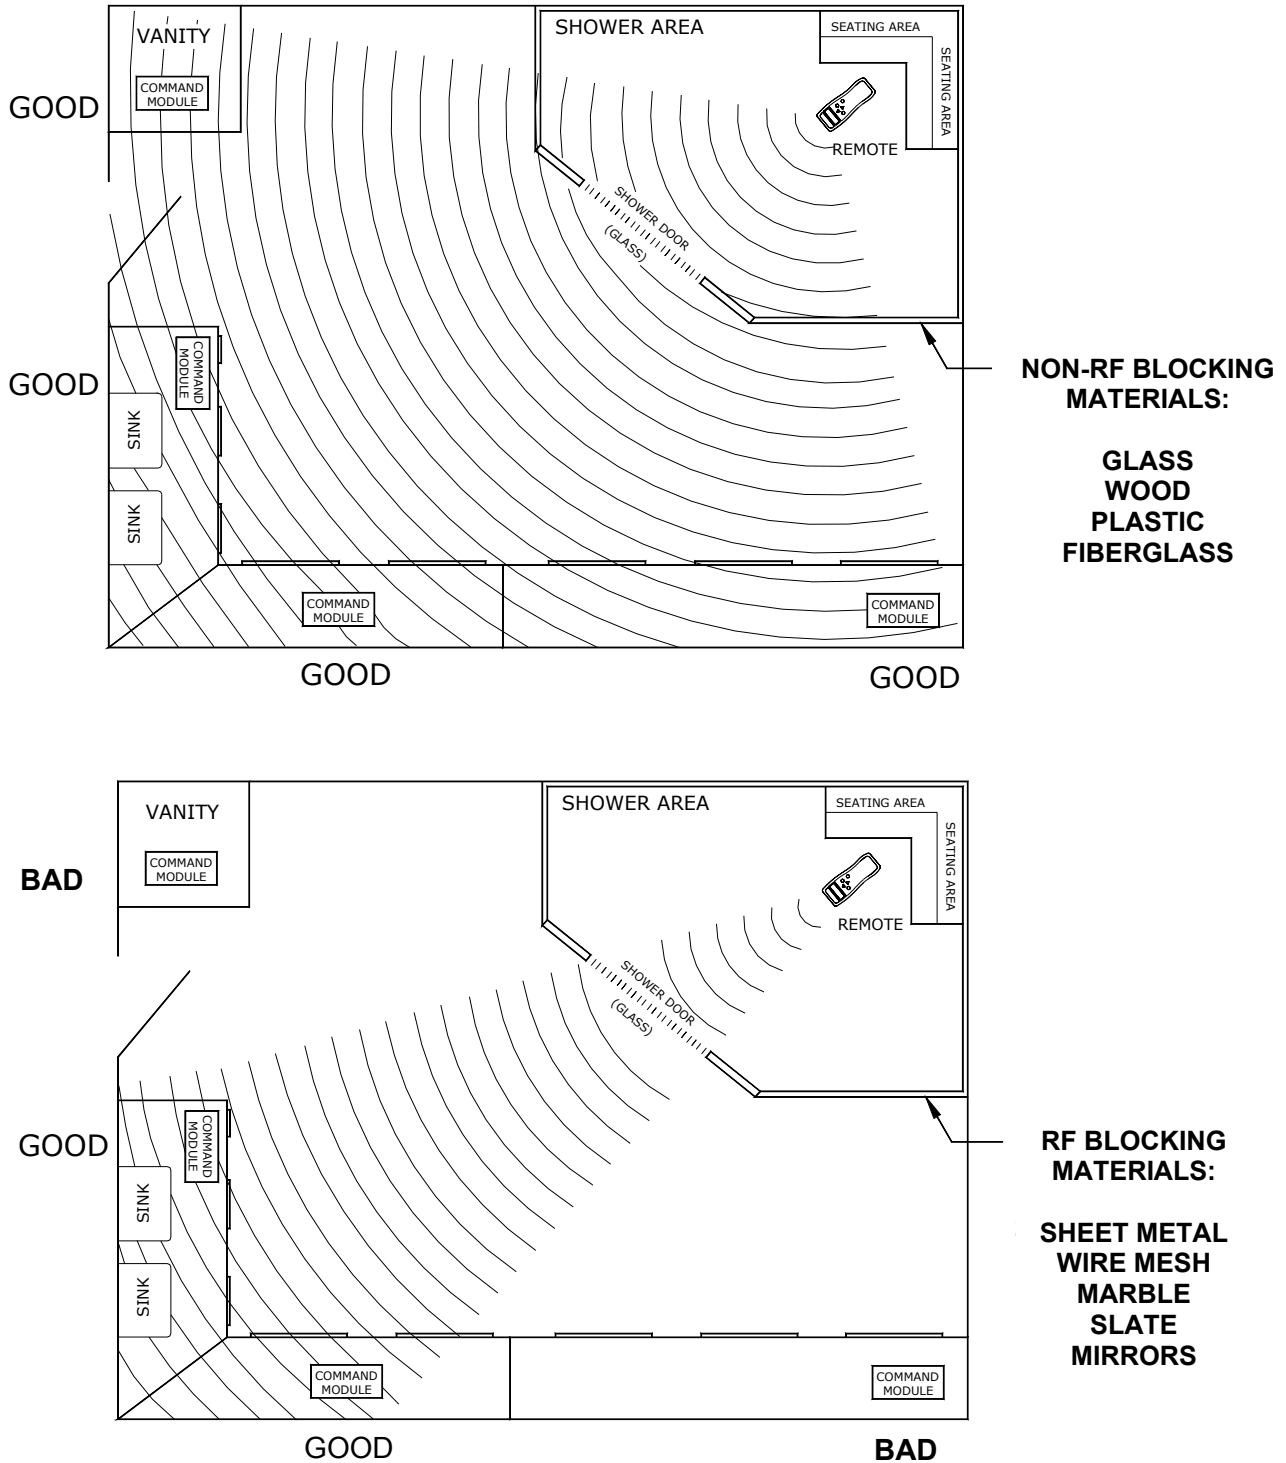 VANITY
COMMAND
MODULE
GOOD
SHOWER AREA
SEATING AREA
SEATING AREA
REMOTE
SHOWER DOOR
(GLASS)
GOOD
COMMAND
MODULE
SINK
SINK
COMMAND
MODULE
COMMAND
MODULE
GOOD
GOOD
NON-RF BLOCKING
MATERIALS:
GLASS
WOOD
PLASTIC
FIBERGLASS
VANITY
COMMAND
MODULE
BAD
SHOWER AREA
SEATING AREA
SEATING AREA
REMOTE
SHOWER DOOR
(GLASS)
GOOD
COMMAND
MODULE
SINK
SINK
COMMAND
MODULE
COMMAND
MODULE
GOOD
BAD
RF BLOCKING
MATERIALS:
SHEET METAL
WIRE MESH
MARBLE
SLATE
MIRRORS